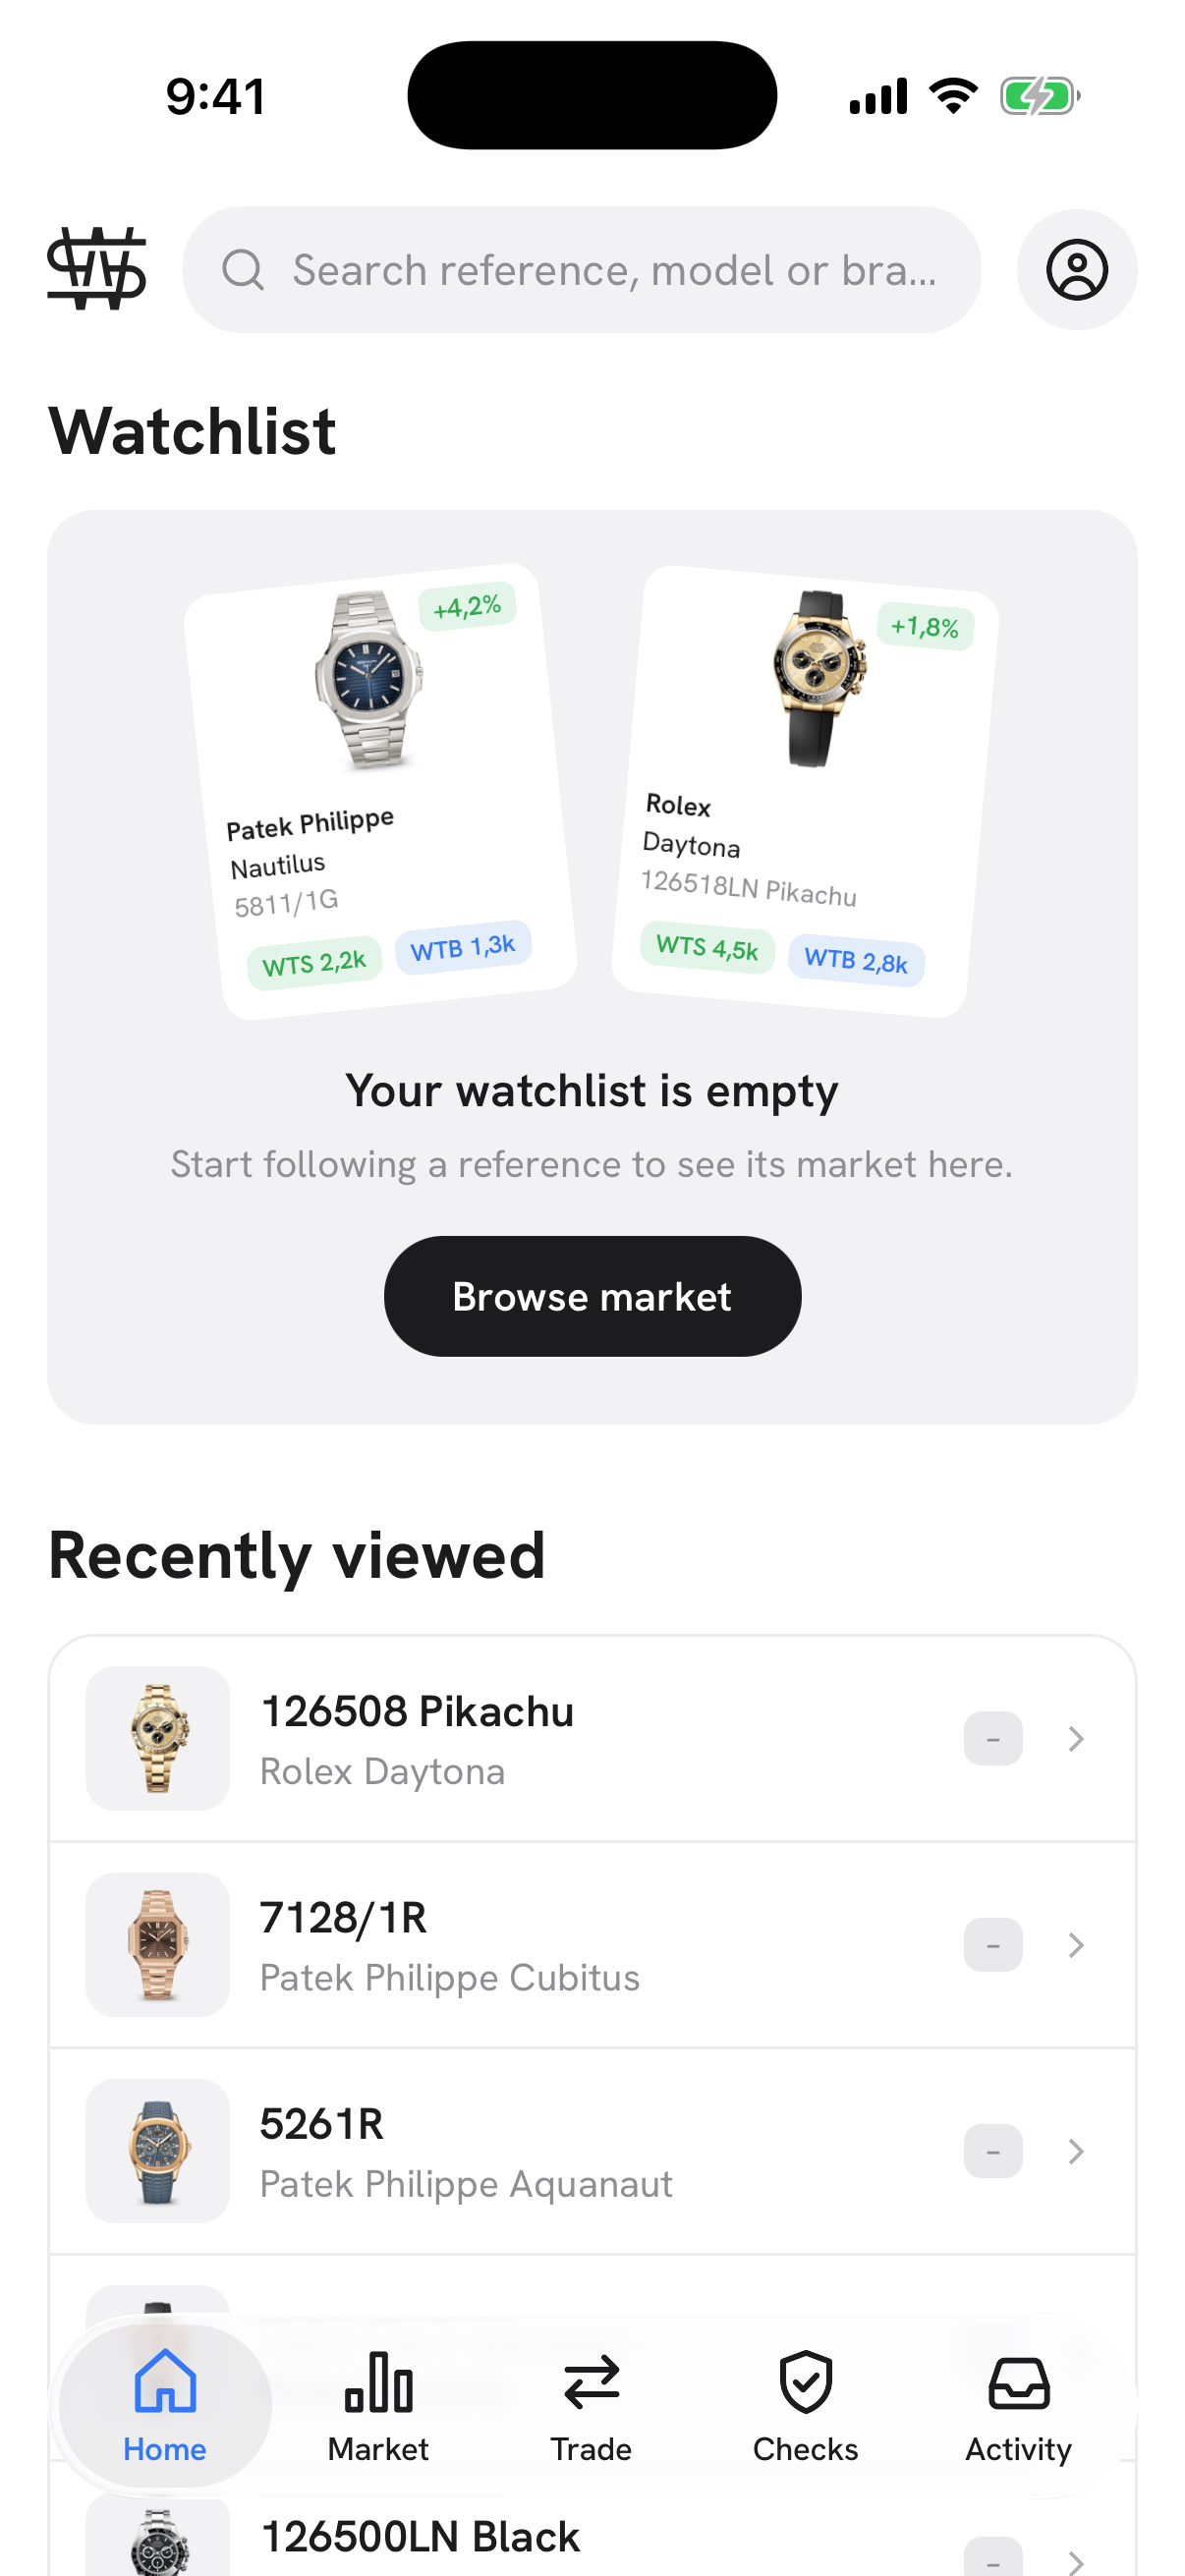 9:41
Search reference, model or bra...
Watchlist
+4,2%
Patek Philippe
Nautilus
5811/1G
WTS 2,2k WTB 1,3k
+1,8%
Rolex
Daytona
126518LN Pikachu
WTS 4,5k WTB 2,8k
Your watchlist is empty
Start following a reference to see its market here.
Browse market
Recently viewed
126508 Pikachu
Rolex Daytona
–
7128/1R
Patek Philippe Cubitus
–
5261R
Patek Philippe Aquanaut
–
Home Market Trade Checks Activity
126500LN Black
–